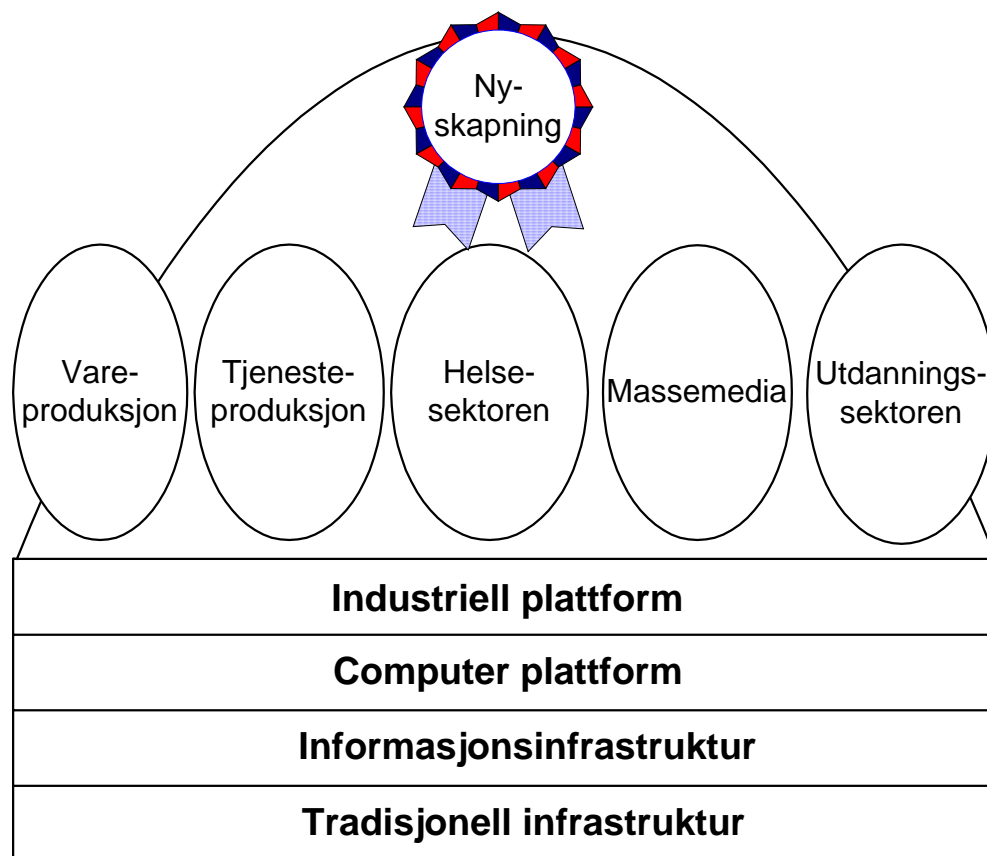 Ny-
skapning
Vare-
produksjon
Tjeneste-
produksjon
Helse-
sektoren
Massemedia
Utdannings-
sektoren
Industriell plattform
Computer plattform
Informasjonsinfrastruktur
Tradisjonell infrastruktur